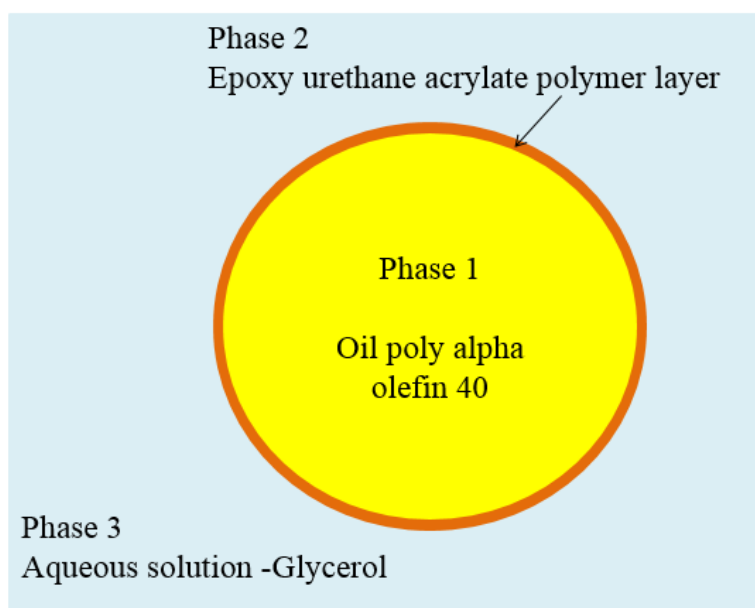 Phase 2
Epoxy urethane acrylate polymer layer
Phase 1
Oil poly alpha
olefin 40
Phase 3
Aqueous solution -Glycerol